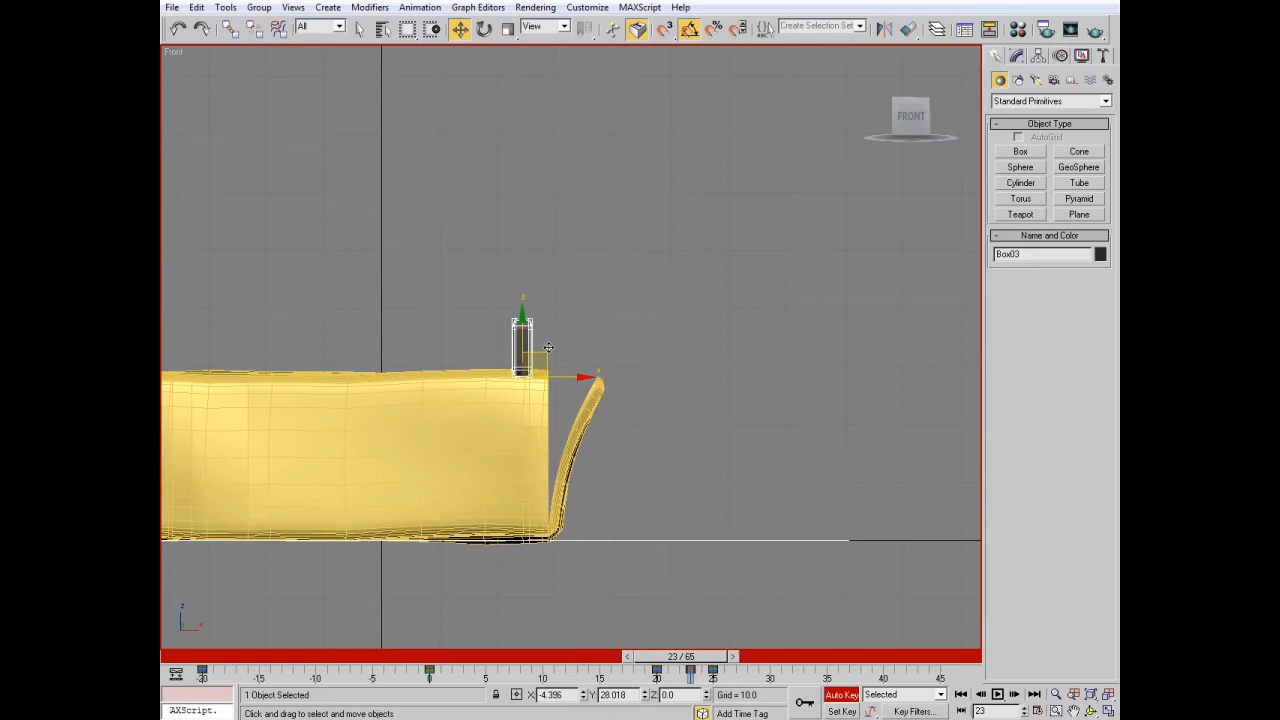 File Edit Tools Group Views Create Modifiers Animation Graph Editors Rendering Customize MAXScript Help
All View Create Selection Set
Front
FRONT
Standard Primitives
- Object Type
AutoGrid
Box Cone
Sphere GeoSphere
Cylinder Tube
Torus Pyramid
Teapot Plane
- Name and Color
Box03
y
x
z
x
< 23 / 65 >
-20 -15 -10 -5 0 5 10 15 20 25 30 35 40 45
1 Object Selected X: -4.396 Y: 28.018 Z: 0.0 Grid = 10.0 Auto Key Selected
AXScript. Click and drag to select and move objects Add Time Tag Set Key Key Filters... 23